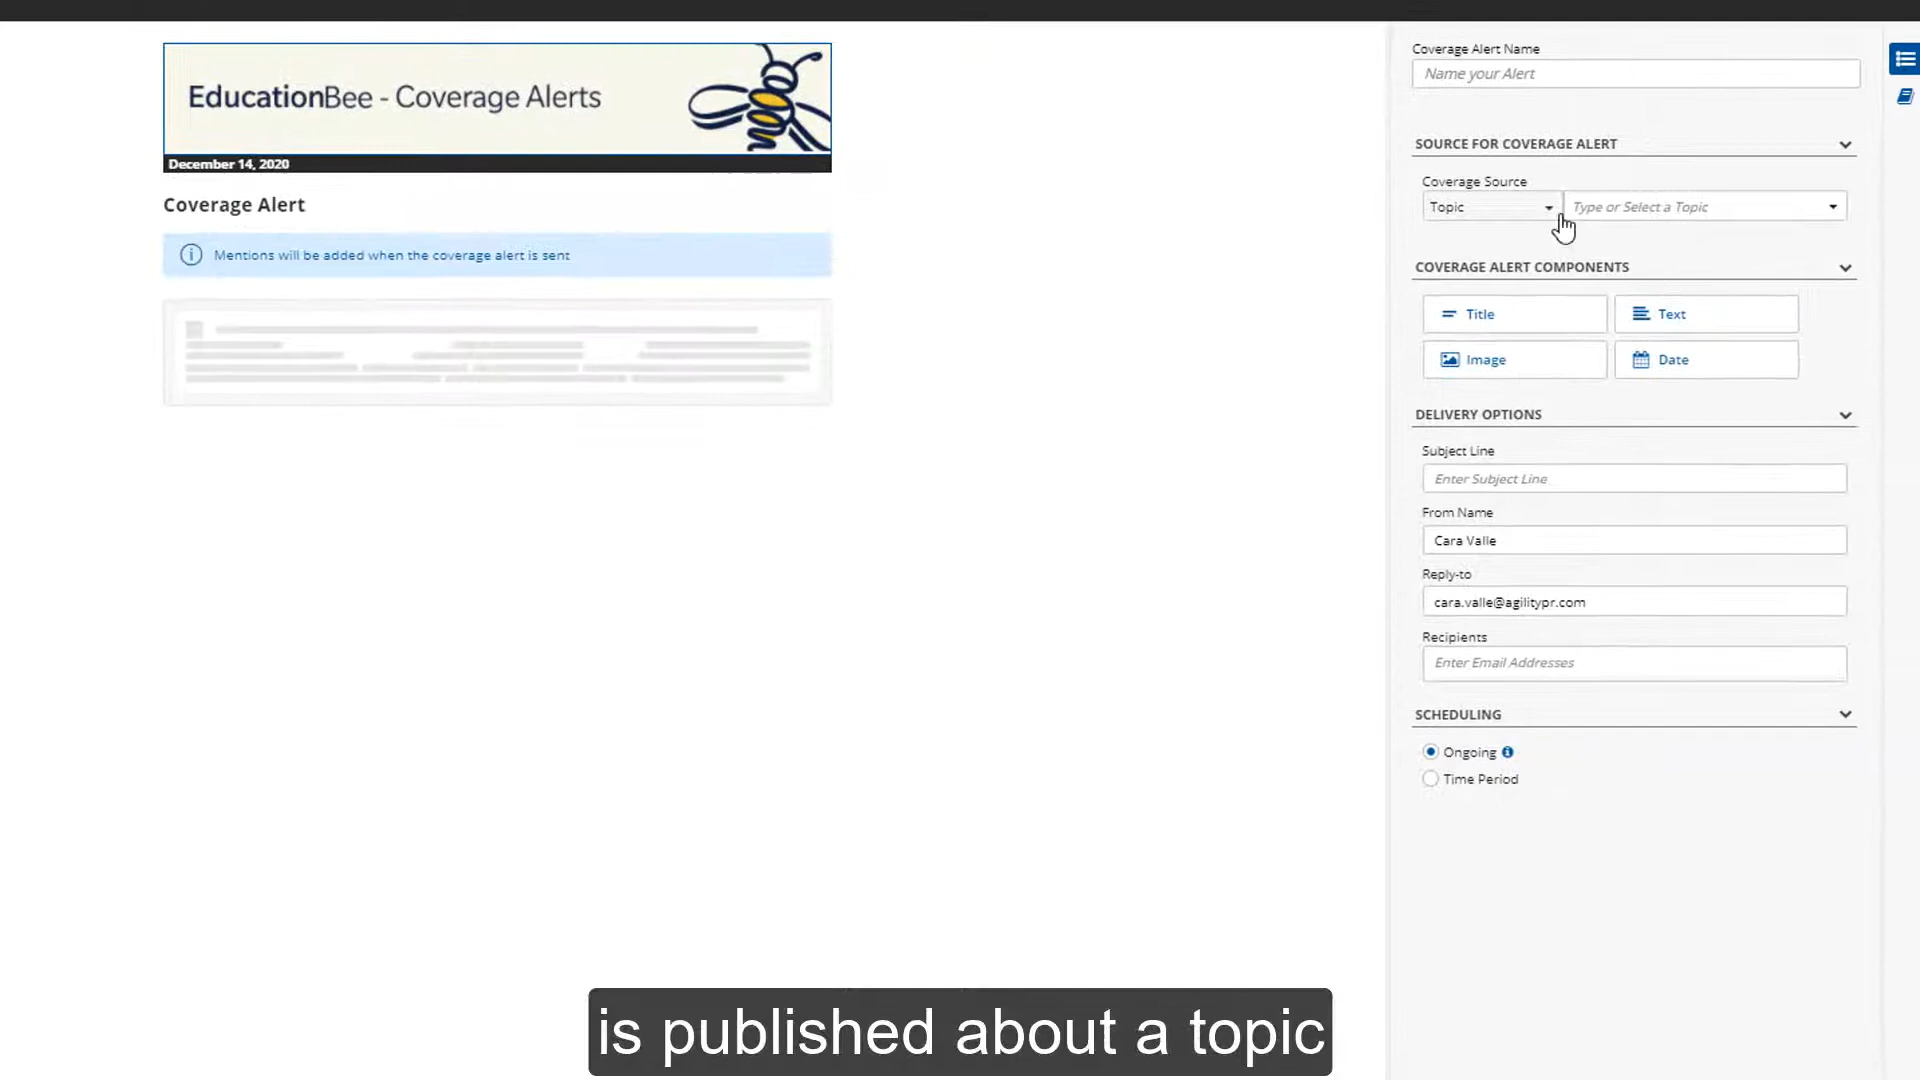 EducationBee - Coverage Alerts
December 14, 2020
Coverage Alert
Mentions will be added when the coverage alert is sent
Coverage Alert Name
Name your Alert
SOURCE FOR COVERAGE ALERT
Coverage Source
Topic
Type or Select a Topic
COVERAGE ALERT COMPONENTS
Title
Text
Image
Date
DELIVERY OPTIONS
Subject Line
Enter Subject Line
From Name
Cara Valle
Reply-to
cara.valle@agilitypr.com
Recipients
Enter Email Addresses
SCHEDULING
Ongoing
Time Period
is published about a topic